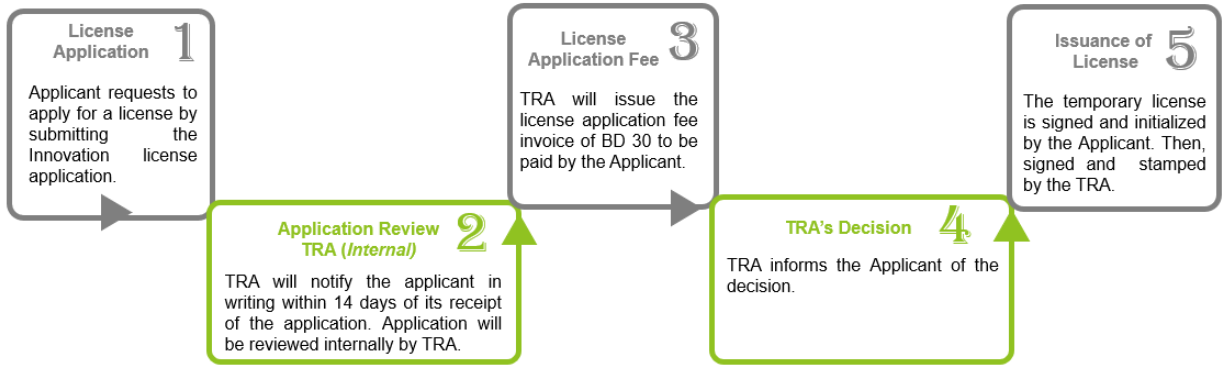 License
Application
1
Applicant requests to
apply for a license by
submitting the
Innovation license
application.
Application Review
TRA (Internal)
2
TRA will notify the applicant in
writing within 14 days of its receipt
of the application. Application will
be reviewed internally by TRA.
License
Application Fee
3
TRA will issue the
license application fee
invoice of BD 30 to be
paid by the Applicant.
TRA's Decision
4
TRA informs the Applicant of the
decision.
Issuance of
License
5
The temporary license
is signed and initialized
by the Applicant. Then,
signed and stamped
by the TRA.